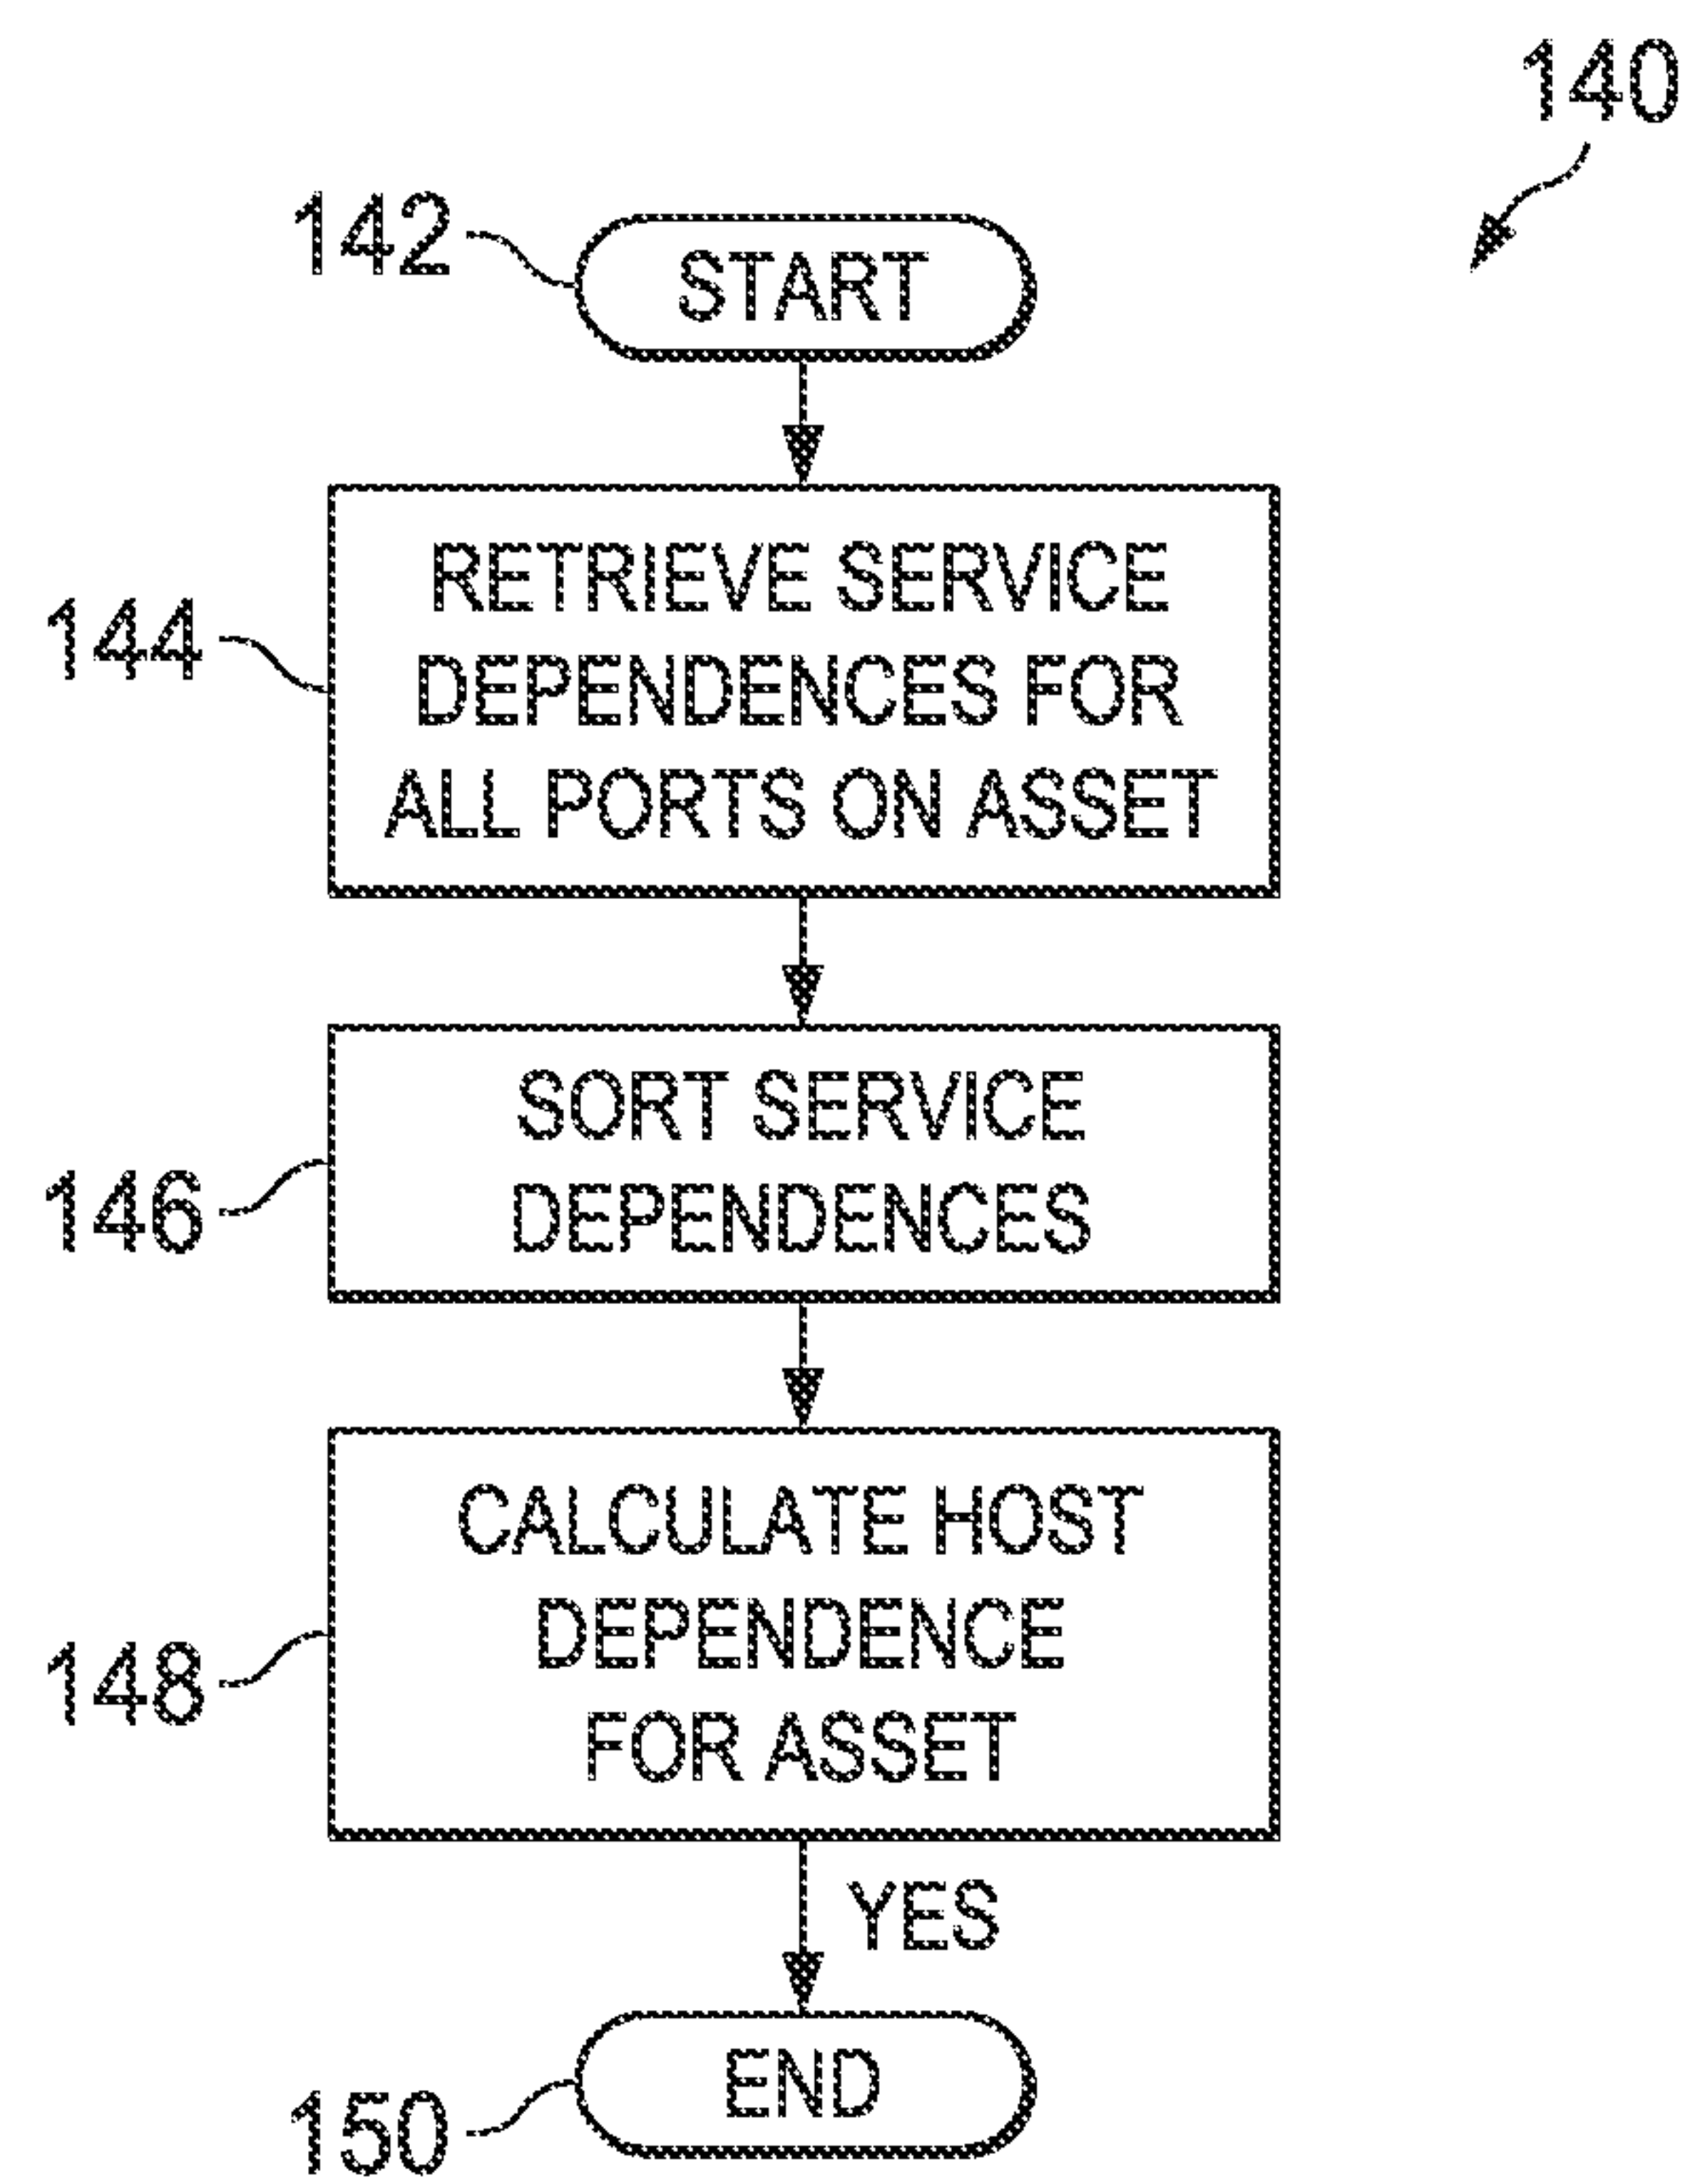 140
142
START
144
RETRIEVE SERVICE
DEPENDENCES FOR
ALL PORTS ON ASSET
146
SORT SERVICE
DEPENDENCES
148
CALCULATE HOST
DEPENDENCE
FOR ASSET
YES
150
END